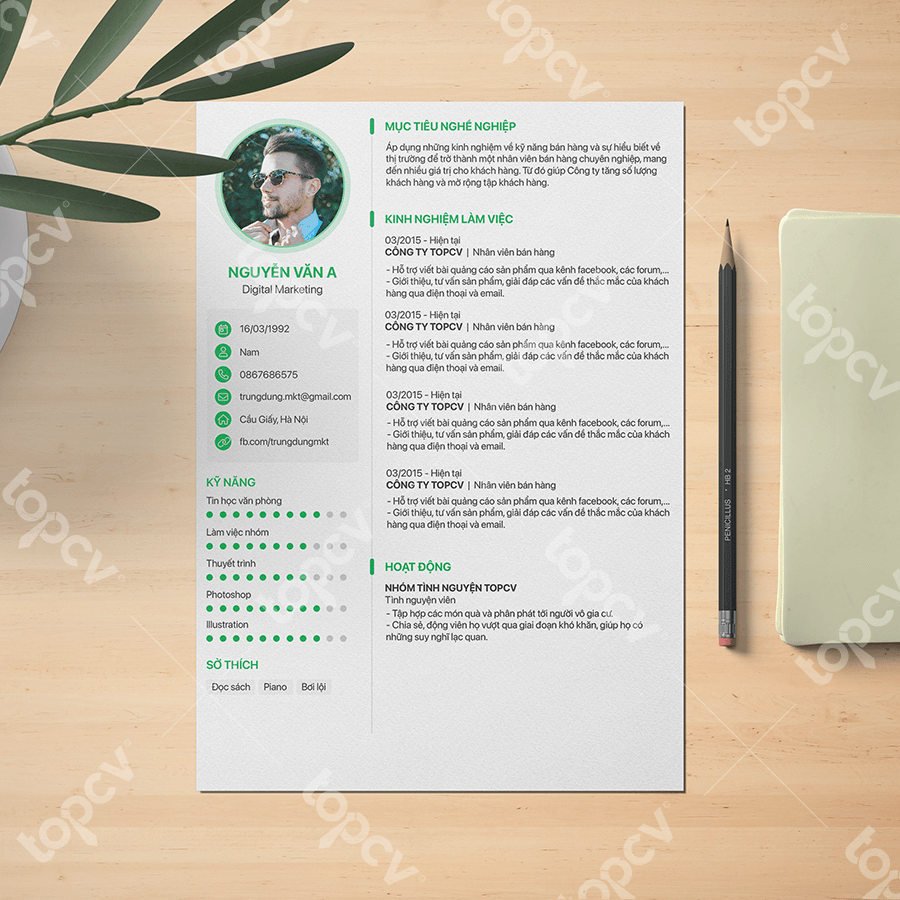 NGUYỄN VĂN A
Digital Marketing
16/03/1992
Nam
0867686575
trungdung.mkt@gmail.com
Cầu Giấy, Hà Nội
fb.com/trungdungmkt
KỸ NĂNG
Tin học văn phòng
Làm việc nhóm
Thuyết trình
Photoshop
Illustration
SỞ THÍCH
Đọc sách
Piano
Bơi lội
MỤC TIÊU NGHỀ NGHIỆP
Áp dụng những kinh nghiệm về kỹ năng bán hàng và sự hiểu biết về
thị trường để trở thành một nhân viên bán hàng chuyên nghiệp, mang
đến nhiều giá trị cho khách hàng. Từ đó giúp Công ty tăng số lượng
khách hàng và mở rộng tập khách hàng.
KINH NGHIỆM LÀM VIỆC
03/2015 - Hiện tại
CÔNG TY TOPCV | Nhân viên bán hàng
- Hỗ trợ viết bài quảng cáo sản phẩm qua kênh facebook, các forum,...
- Giới thiệu, tư vấn sản phẩm, giải đáp các vấn đề thắc mắc của khách
hàng qua điện thoại và email.
03/2015 - Hiện tại
CÔNG TY TOPCV | Nhân viên bán hàng
- Hỗ trợ viết bài quảng cáo sản phẩm qua kênh facebook, các forum,...
- Giới thiệu, tư vấn sản phẩm, giải đáp các vấn đề thắc mắc của khách
hàng qua điện thoại và email.
03/2015 - Hiện tại
CÔNG TY TOPCV | Nhân viên bán hàng
- Hỗ trợ viết bài quảng cáo sản phẩm qua kênh facebook, các forum,...
- Giới thiệu, tư vấn sản phẩm, giải đáp các vấn đề thắc mắc của khách
hàng qua điện thoại và email.
03/2015 - Hiện tại
CÔNG TY TOPCV | Nhân viên bán hàng
- Hỗ trợ viết bài quảng cáo sản phẩm qua kênh facebook, các forum,...
- Giới thiệu, tư vấn sản phẩm, giải đáp các vấn đề thắc mắc của khách
hàng qua điện thoại và email.
HOẠT ĐỘNG
NHÓM TÌNH NGUYỆN TOPCV
Tình nguyện viên
- Tập hợp các món quà và phân phát tới người vô gia cư.
- Chia sẻ, động viên họ vượt qua giai đoạn khó khăn, giúp họ có
những suy nghĩ lạc quan.
PENICILLUS * HB 2
topcv
topcv
topcv
topcv
topcv
topcv
topcv
topcv
topcv
topcv
topcv